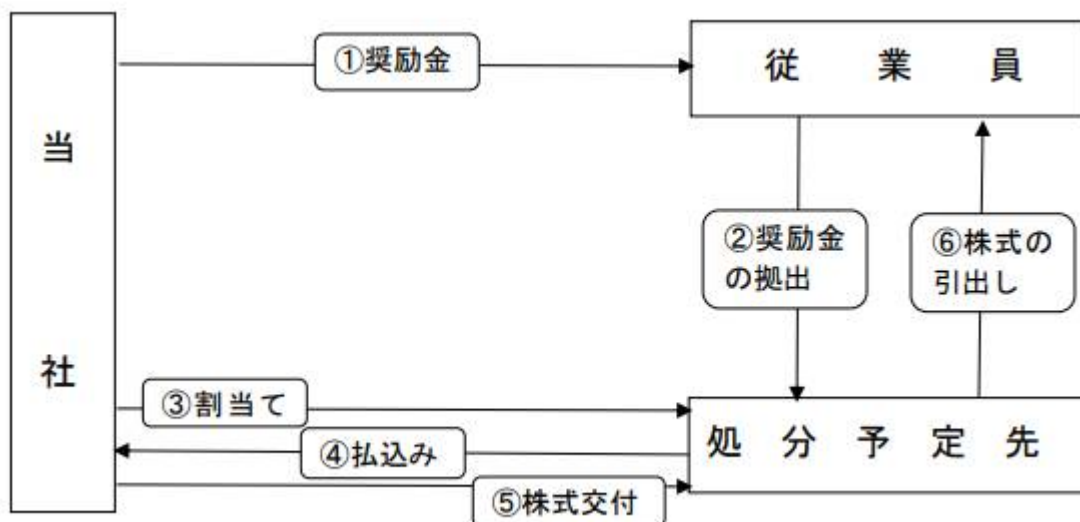 ①奨励金
従業員
当社
②奨励金
の拠出
⑥株式の
引出し
③割当て
処分予定先
④払込み
⑤株式交付